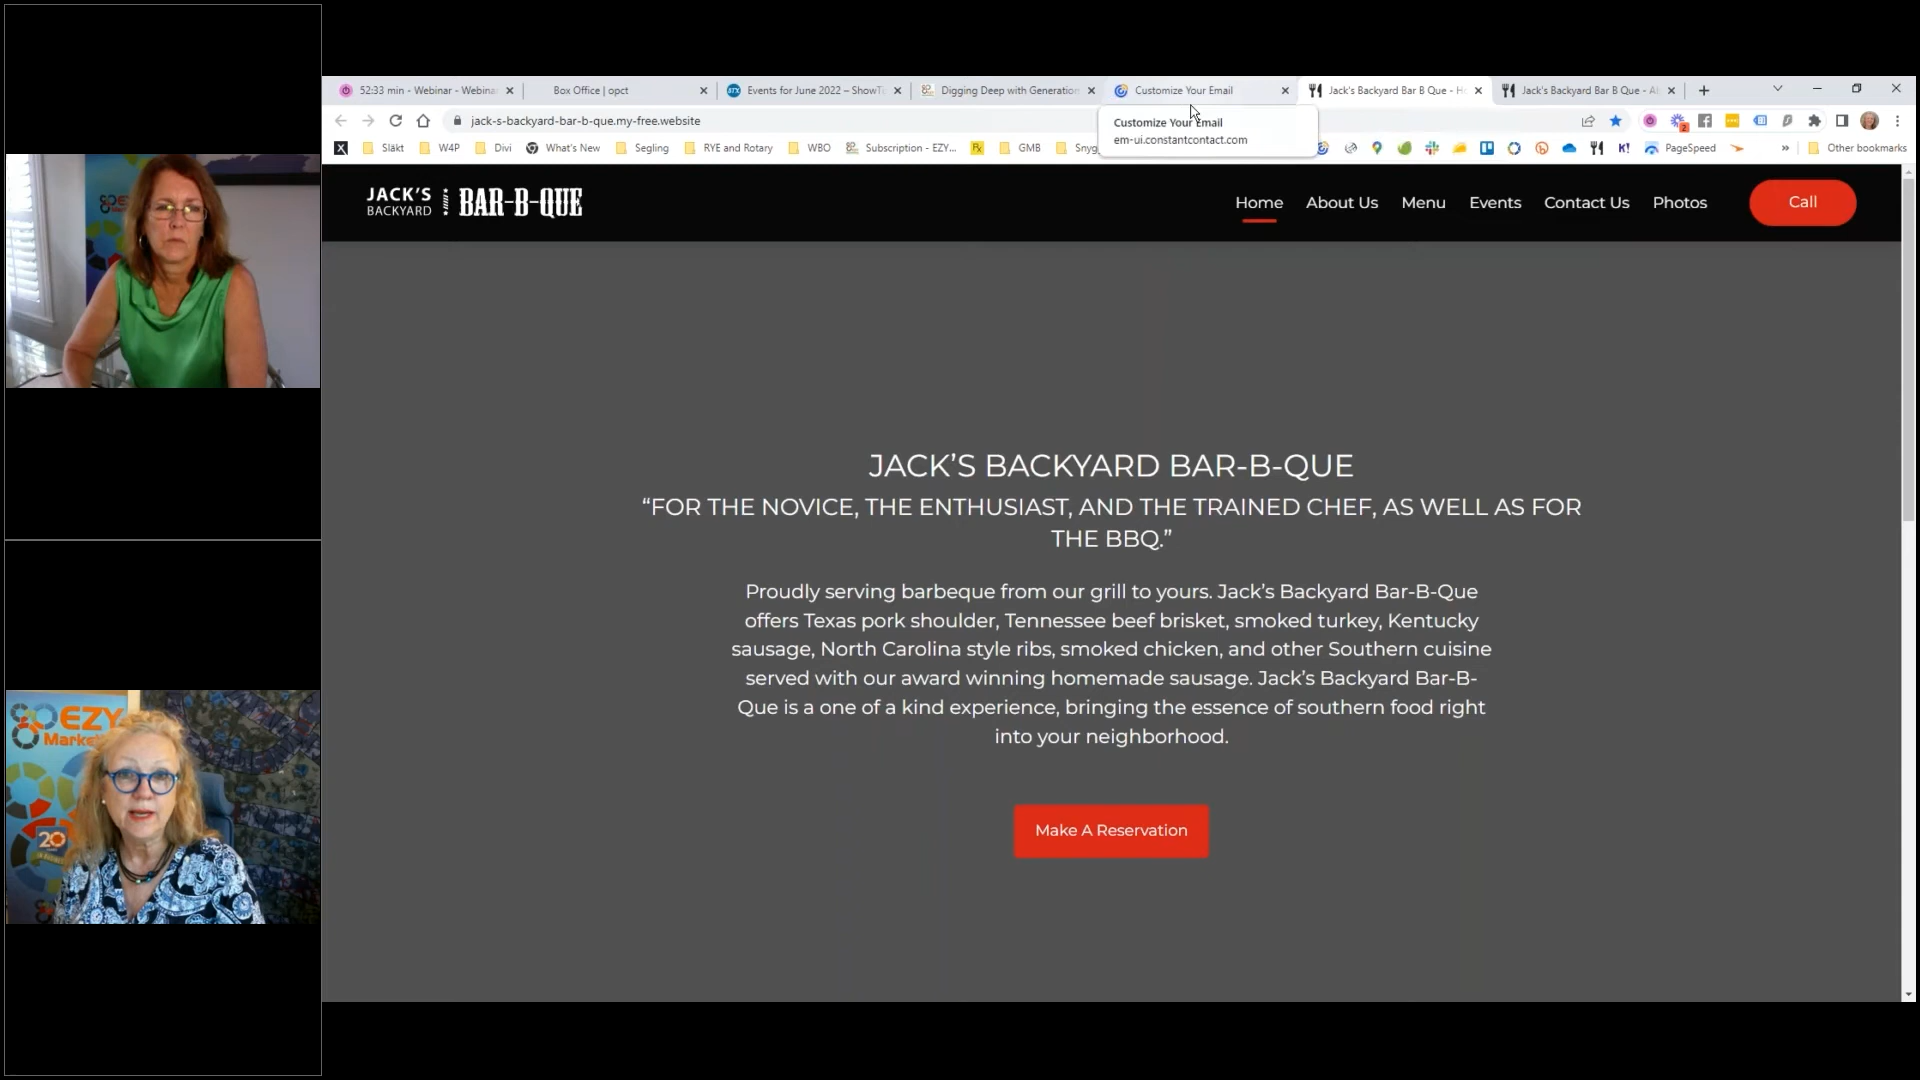 52:33 min - Webinar - Webina
Box Office | opct
Events for June 2022 – ShowTi
Digging Deep with Generation
Customize Your Email
Jack's Backyard Bar B Que - H
Jack's Backyard Bar B Que - A
jack-s-backyard-bar-b-que.my-free.website
Customize Your Email
em-ui.constantcontact.com
2
X
Släkt
W4P
Divi
What's New
Segling
RYE and Rotary
WBO
Subscription - EZY...
GMB
Snyg
K!
PageSpeed
»
Other bookmarks
JACK'S
BACKYARD
BAR-B-QUE
Home
About Us
Menu
Events
Contact Us
Photos
Call
JACK’S BACKYARD BAR-B-QUE
“FOR THE NOVICE, THE ENTHUSIAST, AND THE TRAINED CHEF, AS WELL AS FOR
THE BBQ.”
Proudly serving barbeque from our grill to yours. Jack’s Backyard Bar-B-Que
offers Texas pork shoulder, Tennessee beef brisket, smoked turkey, Kentucky
sausage, North Carolina style ribs, smoked chicken, and other Southern cuisine
served with our award winning homemade sausage. Jack’s Backyard Bar-B-
Que is a one of a kind experience, bringing the essence of southern food right
into your neighborhood.
Make A Reservation
EZY
Marke
20